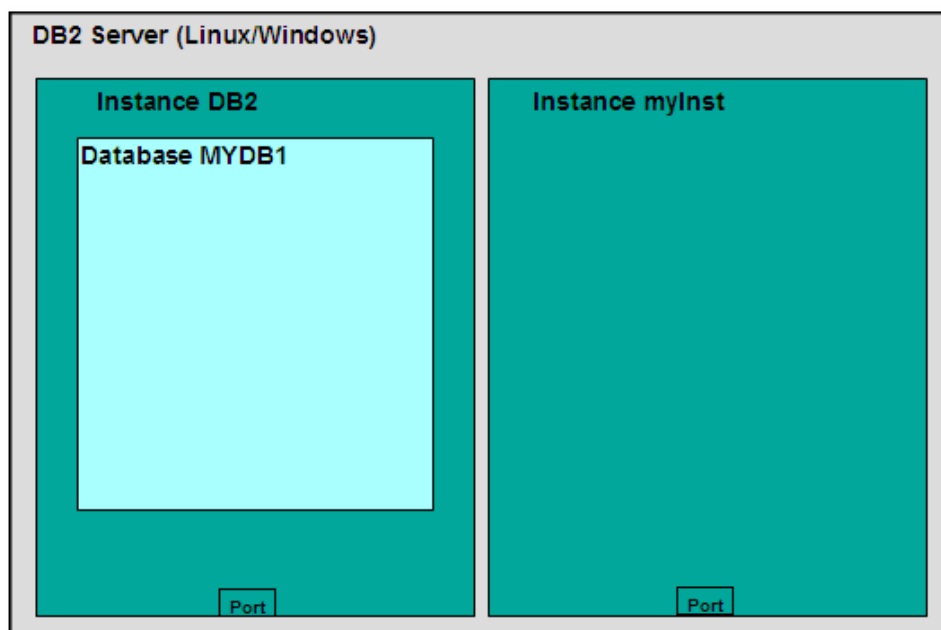 DB2 Server (Linux/Windows)
Instance DB2
Database MYDB1
Port
Instance myInst
Port